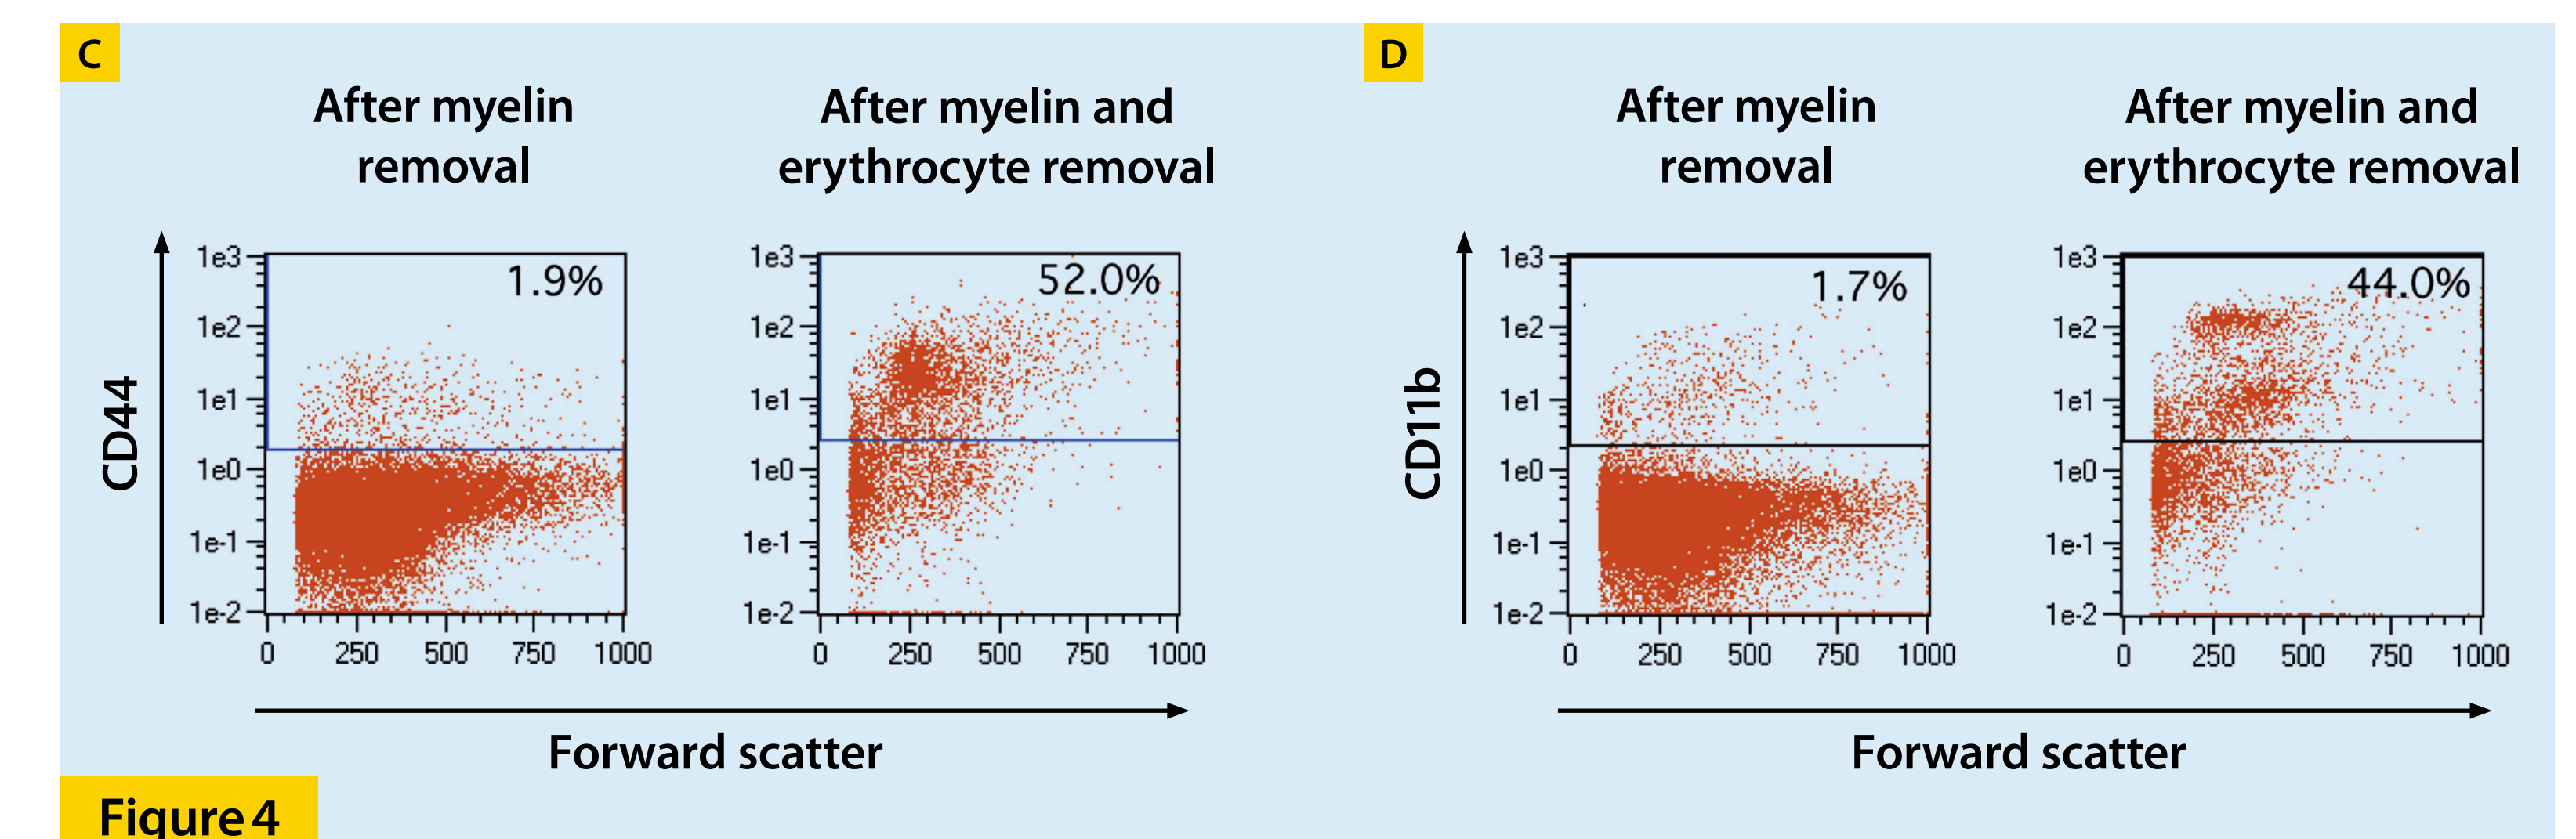 C
After myelin
removal
After myelin and
erythrocyte removal
CD44
1e3
1e2
1e1
1e0
1e-1
1e-2
1.9%
0 250 500 750 1000
1e3
1e2
1e1
1e0
1e-1
1e-2
52.0%
0 250 500 750 1000
Forward scatter
D
After myelin
removal
After myelin and
erythrocyte removal
CD11b
1e3
1e2
1e1
1e0
1e-1
1e-2
1.7%
0 250 500 750 1000
1e3
1e2
1e1
1e0
1e-1
1e-2
44.0%
0 250 500 750 1000
Forward scatter
Figure 4